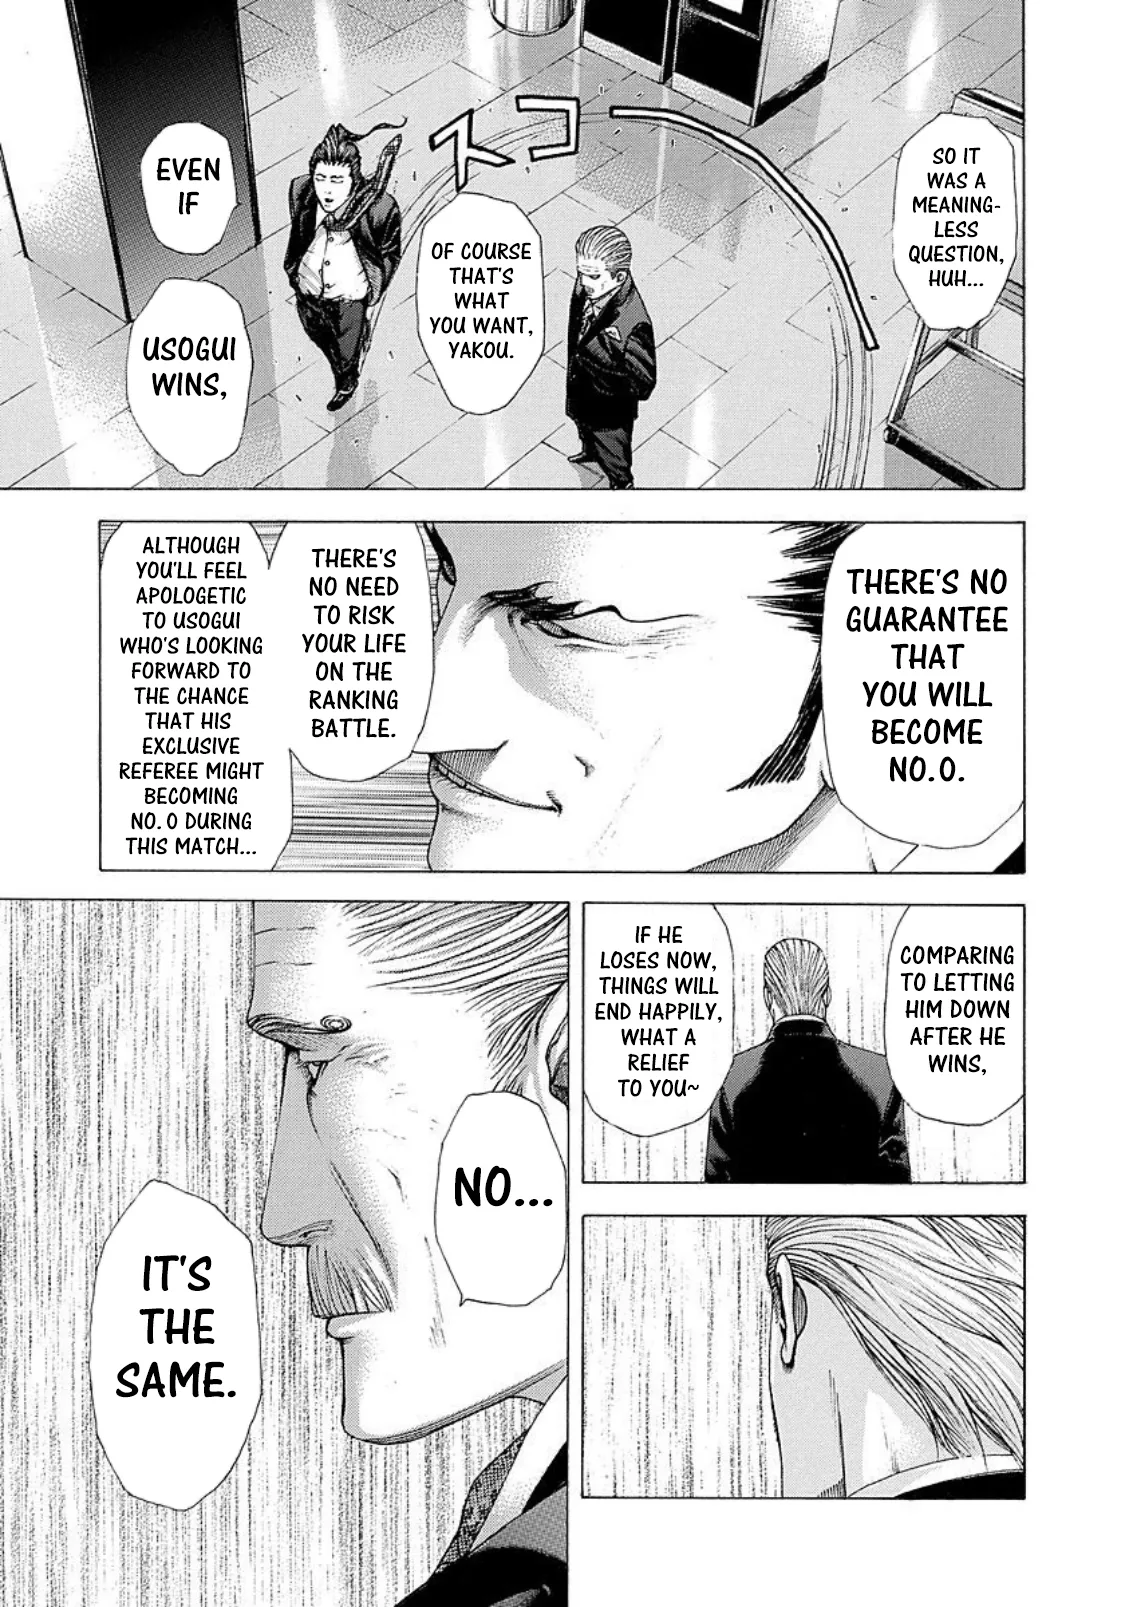 SO IT
WAS A
MEANING-
LESS
QUESTION,
HUH...
スコ
ー
OF COURSE
THAT'S
WHAT
YOU WANT,
YAKOU.
EVEN
IF
USOGUI
WINS,
THERE'S NO
GUARANTEE
THAT
YOU WILL
BECOME
NO.0.
THERE'S
NO NEED
TO RISK
YOUR LIFE
ON THE
RANKING
BATTLE.
ALTHOUGH
YOU'LL FEEL
APOLOGETIC
TO USOGUI
WHO'S LOOKING
FORWARD TO
THE CHANCE
THAT HIS
EXCLUSIVE
REFEREE MIGHT
BECOMING
NO.0 DURING
THIS MATCH...
COMPARING
TO LETTING
HIM DOWN
AFTER HE
WINS,
IF HE
LOSES NOW,
THINGS WILL
END HAPPILY,
WHAT A
RELIEF
TO YOU~
NO...
IT'S
THE
SAME.